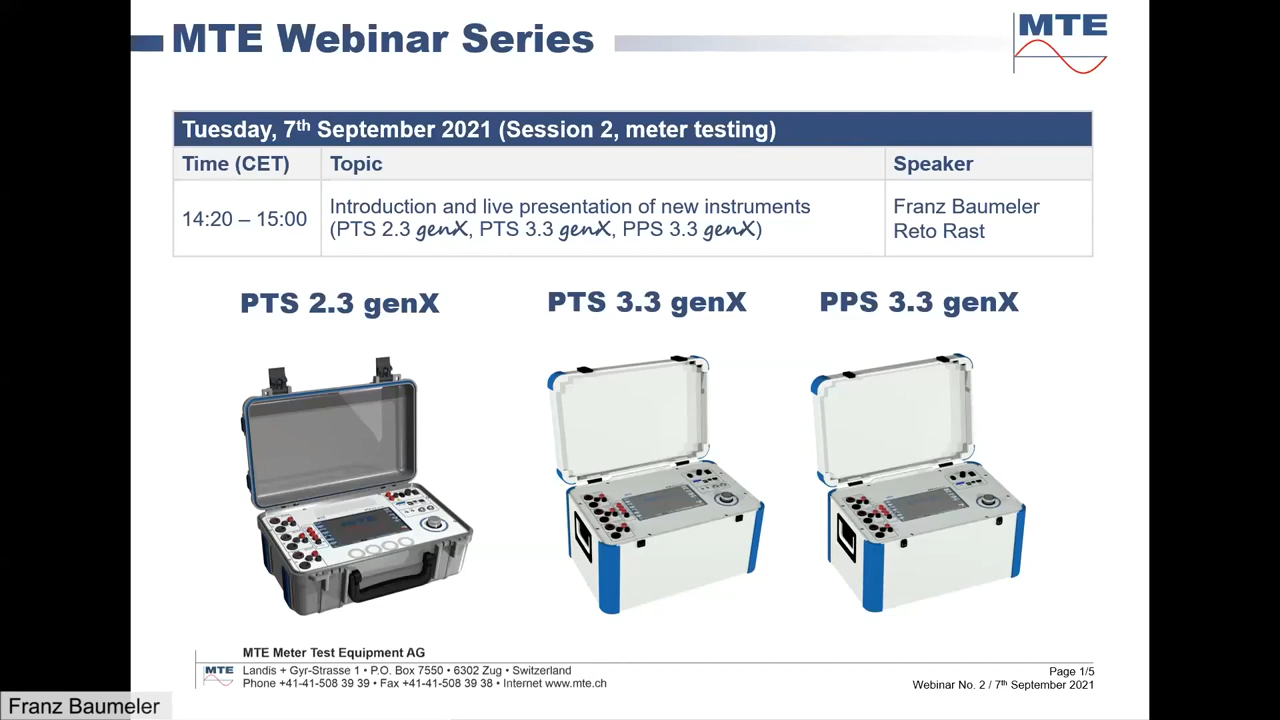 MTE Webinar Series
MTE
Tuesday, 7th September 2021 (Session 2, meter testing)
Time (CET) Topic Speaker
14:20 – 15:00
Introduction and live presentation of new instruments
(PTS 2.3 genX, PTS 3.3 genX, PPS 3.3 genX)
Franz Baumeler
Reto Rast
PTS 2.3 genX PTS 3.3 genX PPS 3.3 genX
MTE Meter Test Equipment AG
MTE
Landis + Gyr-Strasse 1 • P.O. Box 7550 • 6302 Zug • Switzerland
Phone +41-41-508 39 39 • Fax +41-41-508 39 38 • Internet www.mte.ch
Page 1/5
Webinar No. 2 / 7th September 2021
Franz Baumeler